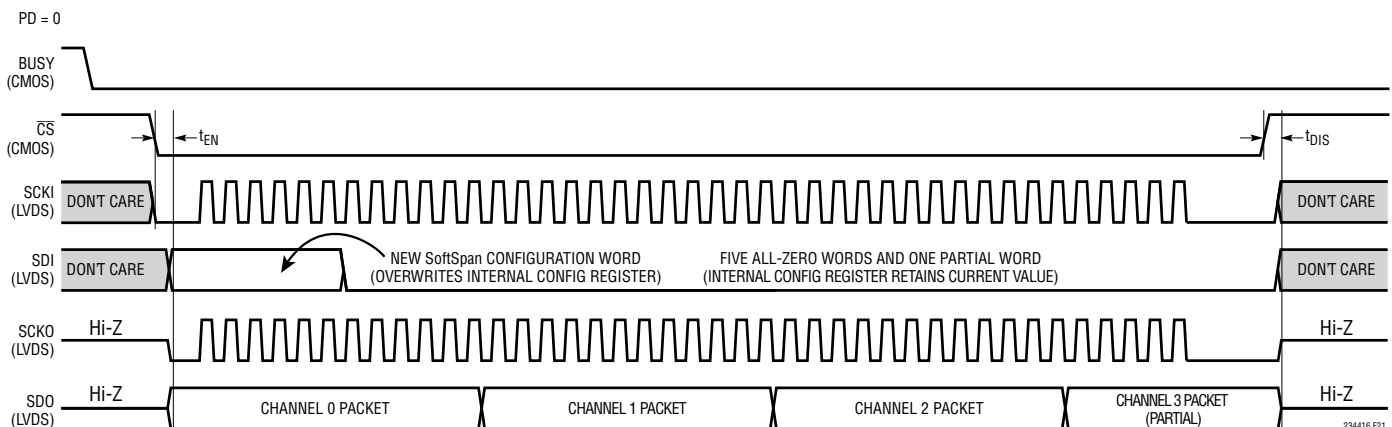 PD = 0
BUSY
(CMOS)
CS
(CMOS)
tEN
tDIS
SCKI
(LVDS)
DON'T CARE
DON'T CARE
SDI
(LVDS)
DON'T CARE
NEW SoftSpan CONFIGURATION WORD
(OVERWRITES INTERNAL CONFIG REGISTER)
FIVE ALL-ZERO WORDS AND ONE PARTIAL WORD
(INTERNAL CONFIG REGISTER RETAINS CURRENT VALUE)
DON'T CARE
SCKO
(LVDS)
Hi-Z
Hi-Z
SDO
(LVDS)
Hi-Z
CHANNEL 0 PACKET
CHANNEL 1 PACKET
CHANNEL 2 PACKET
CHANNEL 3 PACKET
(PARTIAL)
Hi-Z
234416 F21